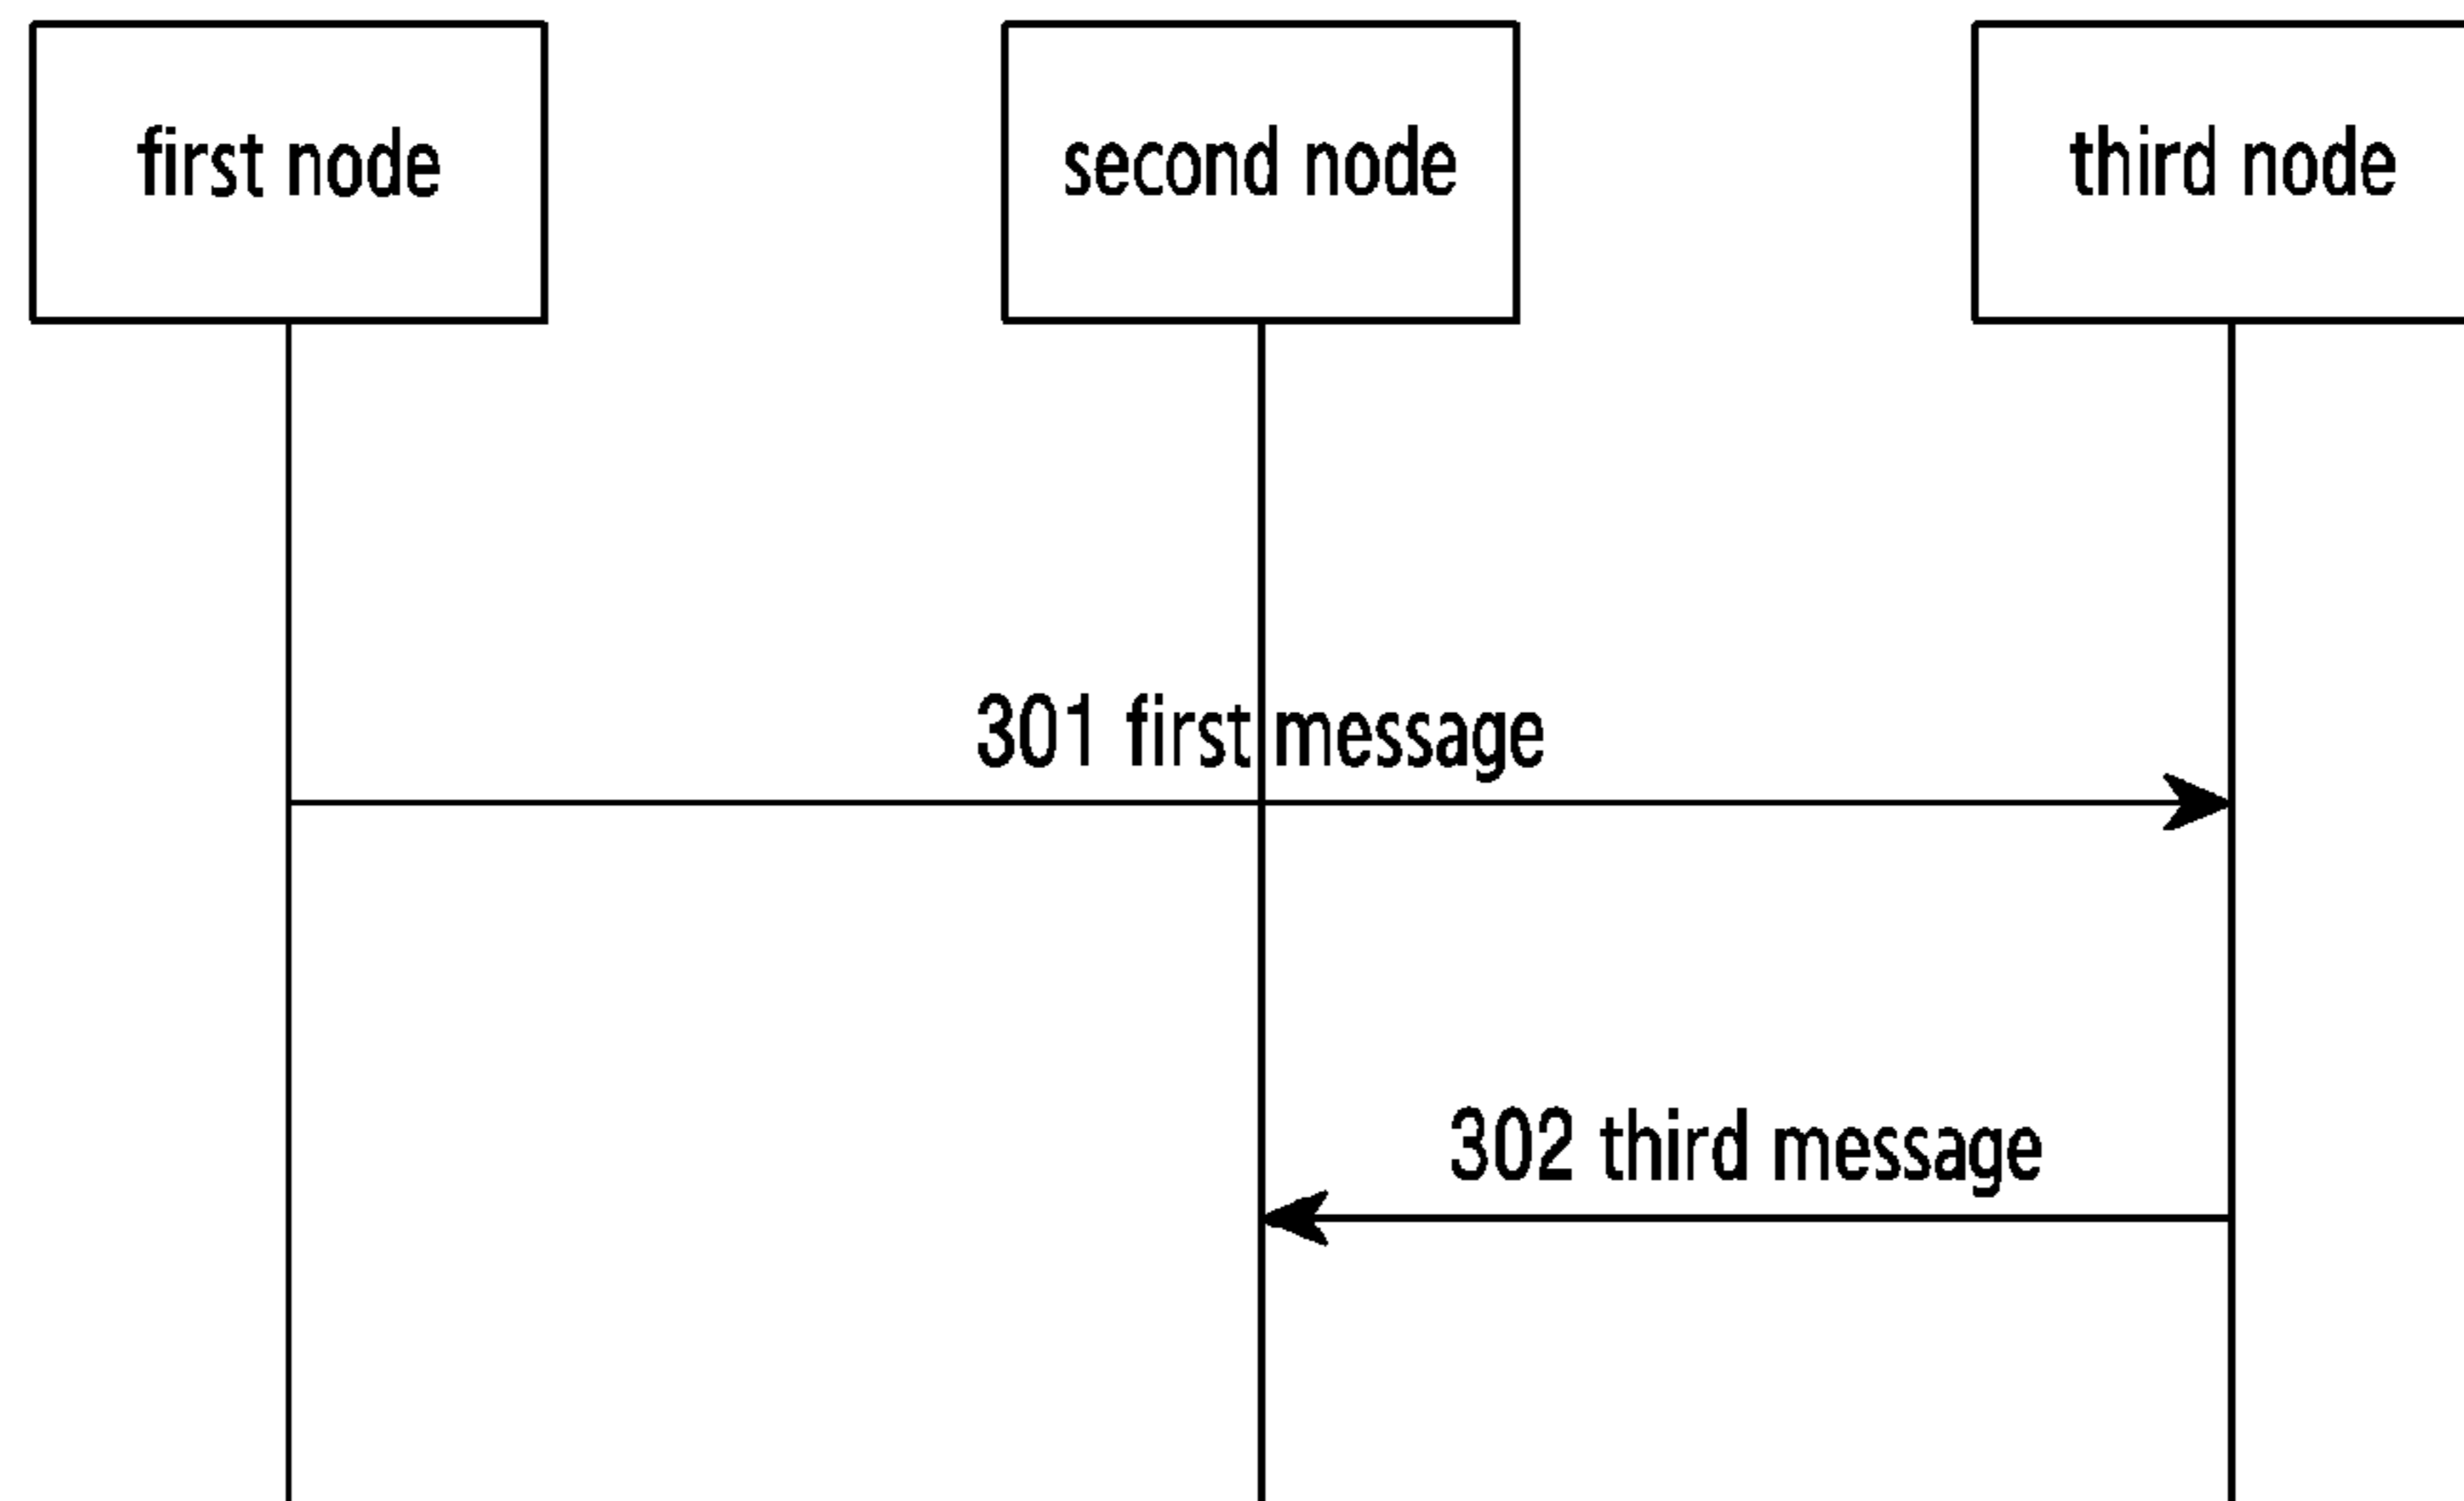 first node
second node
third node
301 first message
302 third message